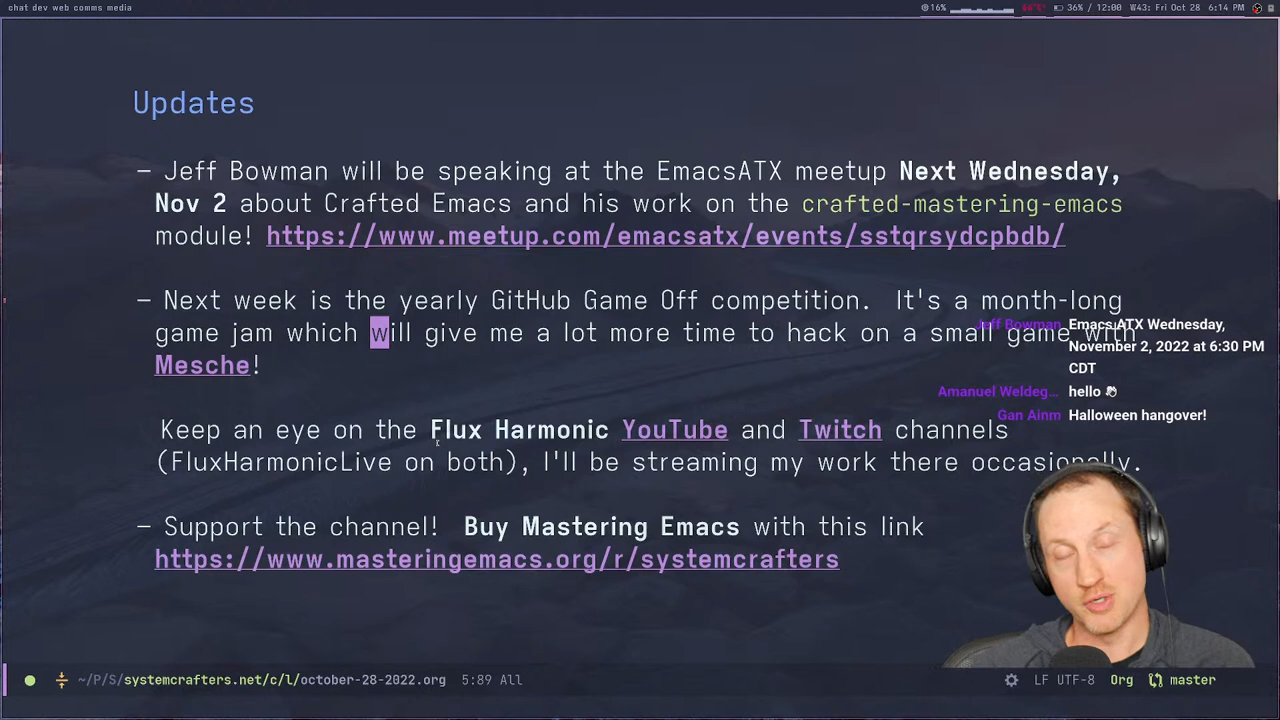 chat dev web comms media
16%
36% / 12:00 W43: Fri Oct 28 6:14 PM
Updates
— Jeff Bowman will be speaking at the EmacsATX meetup Next Wednesday,
Nov 2 about Crafted Emacs and his work on the crafted-mastering-emacs
module! https://www.meetup.com/emacsatx/events/sstqrsydcpbdb/
— Next week is the yearly GitHub Game Off competition. It's a month-long
game jam which will give me a lot more time to hack on a small game with
Mesche!
Keep an eye on the Flux Harmonic YouTube and Twitch channels
(FluxHarmonicLive on both), I'll be streaming my work there occasionally.
— Support the channel! Buy Mastering Emacs with this link
https://www.masteringemacs.org/r/systemcrafters
Jeff Bowman Emacs ATX Wednesday,
November 2, 2022 at 6:30 PM
CDT
Amanuel Weldeg... hello
Gan Ainm Halloween hangover!
~/P/S/systemcrafters.net/c/l/october-28-2022.org 5:89 All
LF UTF-8 Org master